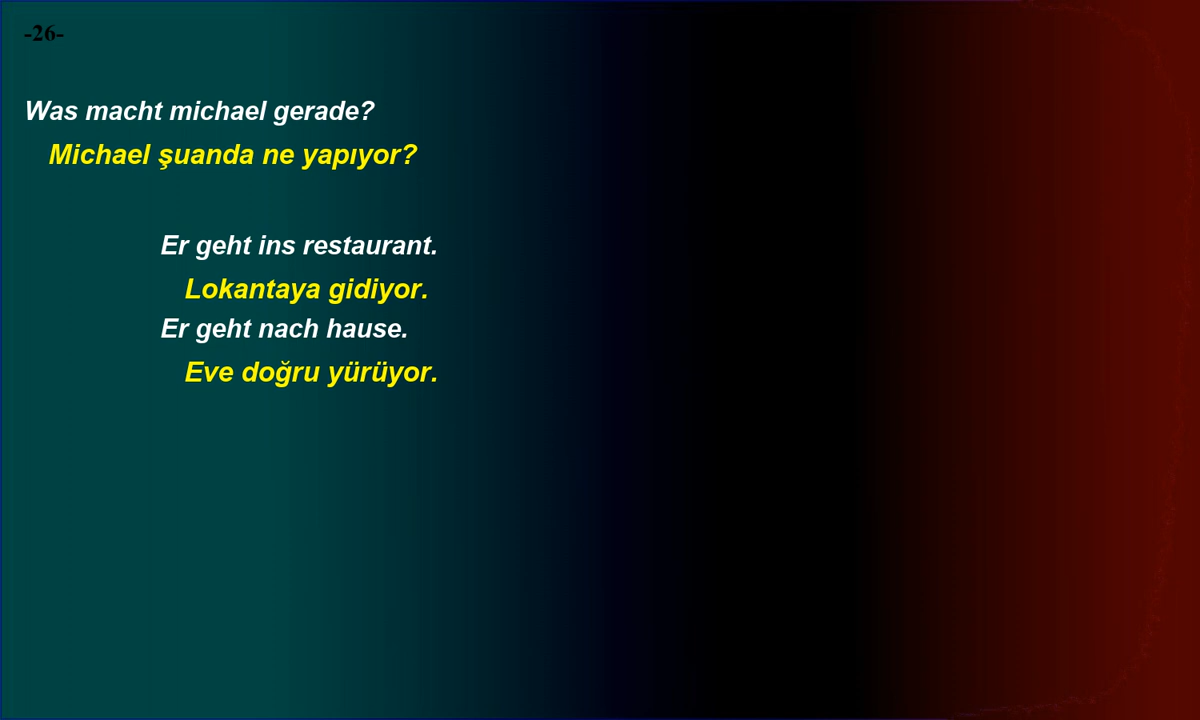 -26-
Was macht michael gerade?
Michael şuanda ne yapıyor?
Er geht ins restaurant.
Lokantaya gidiyor.
Er geht nach hause.
Eve doğru yürüyor.